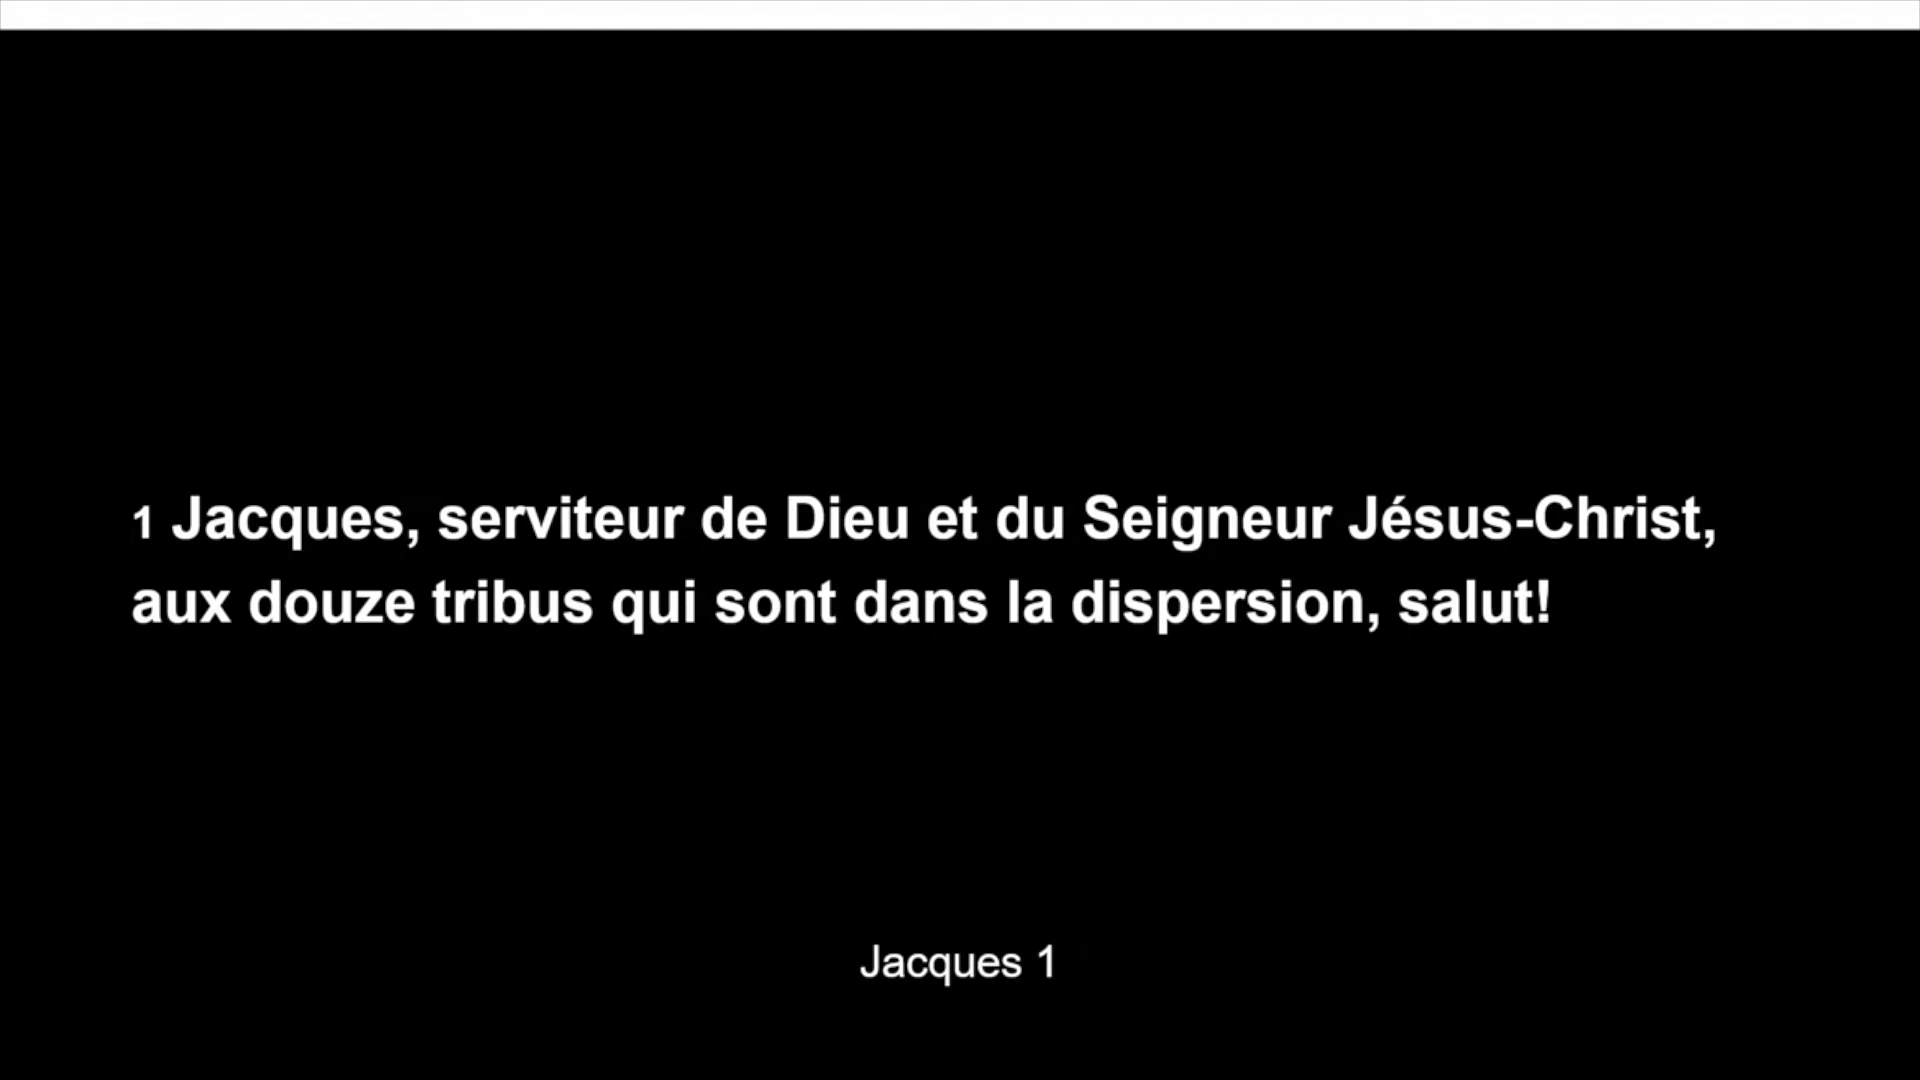 1 Jacques, serviteur de Dieu et du Seigneur Jésus-Christ,
aux douze tribus qui sont dans la dispersion, salut!
Jacques 1